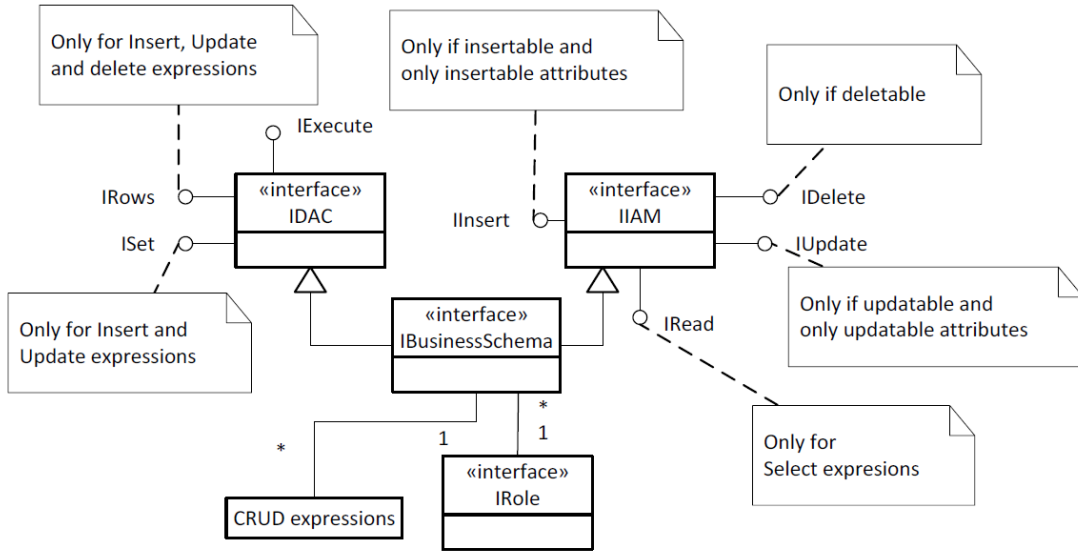 Only for Insert, Update
and delete expressions
Only if insertable and
only insertable attributes
Only if deletable
IExecute
IRows
ISet
«interface»
IDAC
IInsert
«interface»
IIAM
IDelete
IUpdate
Only for Insert and
Update expressions
«interface»
IBusinessSchema
IRead
Only if updatable and
only updatable attributes
*
1
*
1
Only for
Select expresions
«interface»
IRole
CRUD expressions